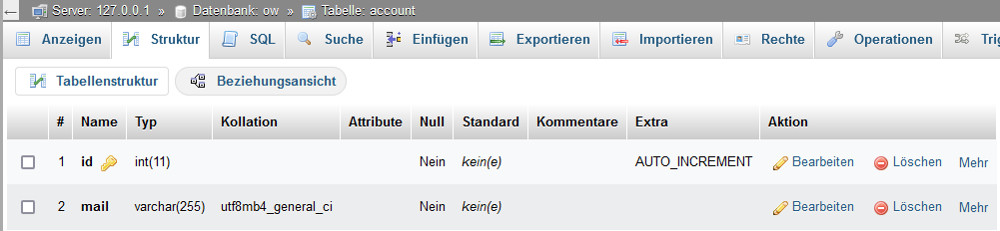 ← Server: 127.0.0.1 » Datenbank: ow » Tabelle: account
Anzeigen Struktur SQL Suche Einfügen Exportieren Importieren Rechte Operationen Trig
Tabellenstruktur Beziehungsansicht
# Name Typ Kollation Attribute Null Standard Kommentare Extra Aktion
1 id int(11) Nein kein(e) AUTO_INCREMENT Bearbeiten Löschen Mehr
2 mail varchar(255) utf8mb4_general_ci Nein kein(e) Bearbeiten Löschen Mehr